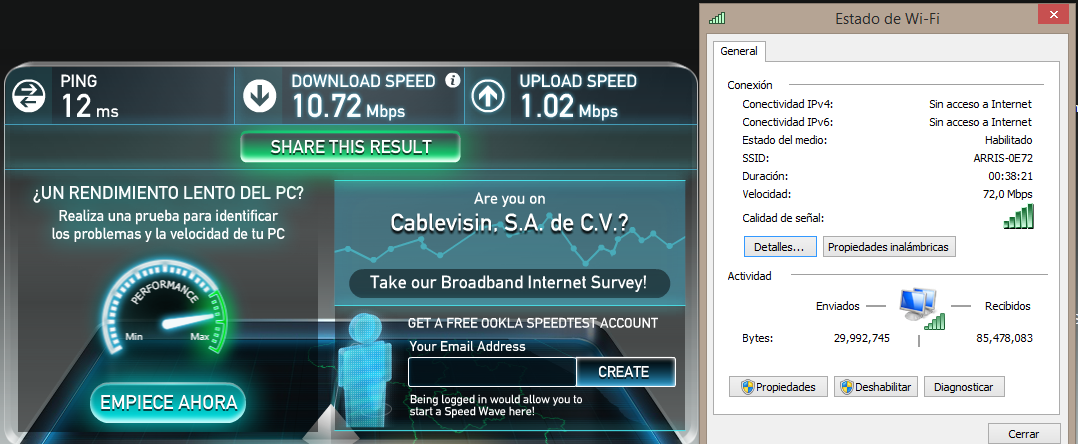 PING
12 ms
DOWNLOAD SPEED
10.72 Mbps
UPLOAD SPEED
1.02 Mbps
SHARE THIS RESULT
¿UN RENDIMIENTO LENTO DEL PC?
Realiza una prueba para identificar
los problemas y la velocidad de tu PC
PERFORMANCE
Min
Max
EMPIECE AHORA
Are you on
Cablevisin, S.A. de C.V.?
Take our Broadband Internet Survey!
GET A FREE OOKLA SPEEDTEST ACCOUNT
Your Email Address
CREATE
Being logged in would allow you to
start a Speed Wave here!
Estado de Wi-Fi
General
Conexión
Conectividad IPv4: Sin acceso a Internet
Conectividad IPv6: Sin acceso a Internet
Estado del medio: Habilitado
SSID: ARRIS-0E72
Duración: 00:38:21
Velocidad: 72,0 Mbps
Calidad de señal:
Detalles... Propiedades inalámbricas
Actividad
Enviados Recibidos
Bytes: 29,992,745 85,478,083
Propiedades Deshabilitar Diagnosticar
Cerrar